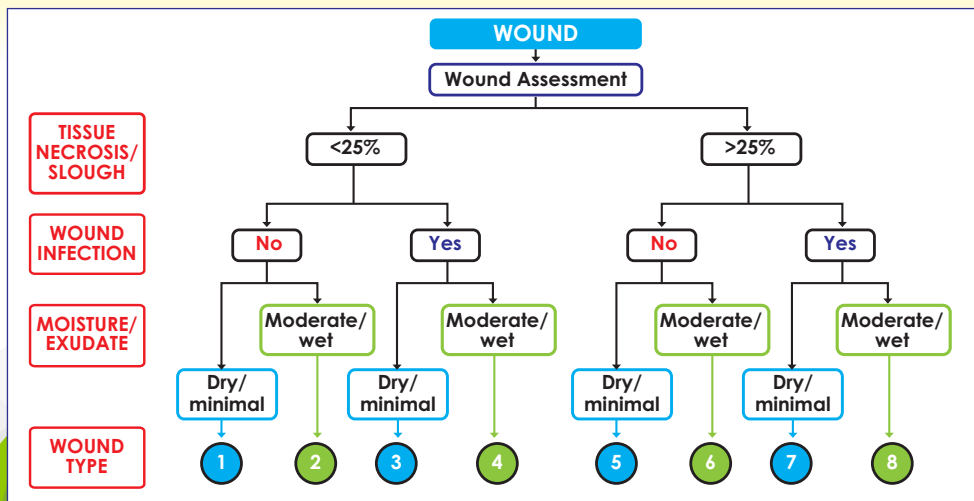 WOUND
Wound Assessment
TISSUE
NECROSIS/
SLOUGH
<25%
>25%
WOUND
INFECTION
No
Yes
No
Yes
MOISTURE/
EXUDATE
Moderate/
wet
Moderate/
wet
Moderate/
wet
Moderate/
wet
Dry/
minimal
Dry/
minimal
Dry/
minimal
Dry/
minimal
WOUND
TYPE
1
2
3
4
5
6
7
8